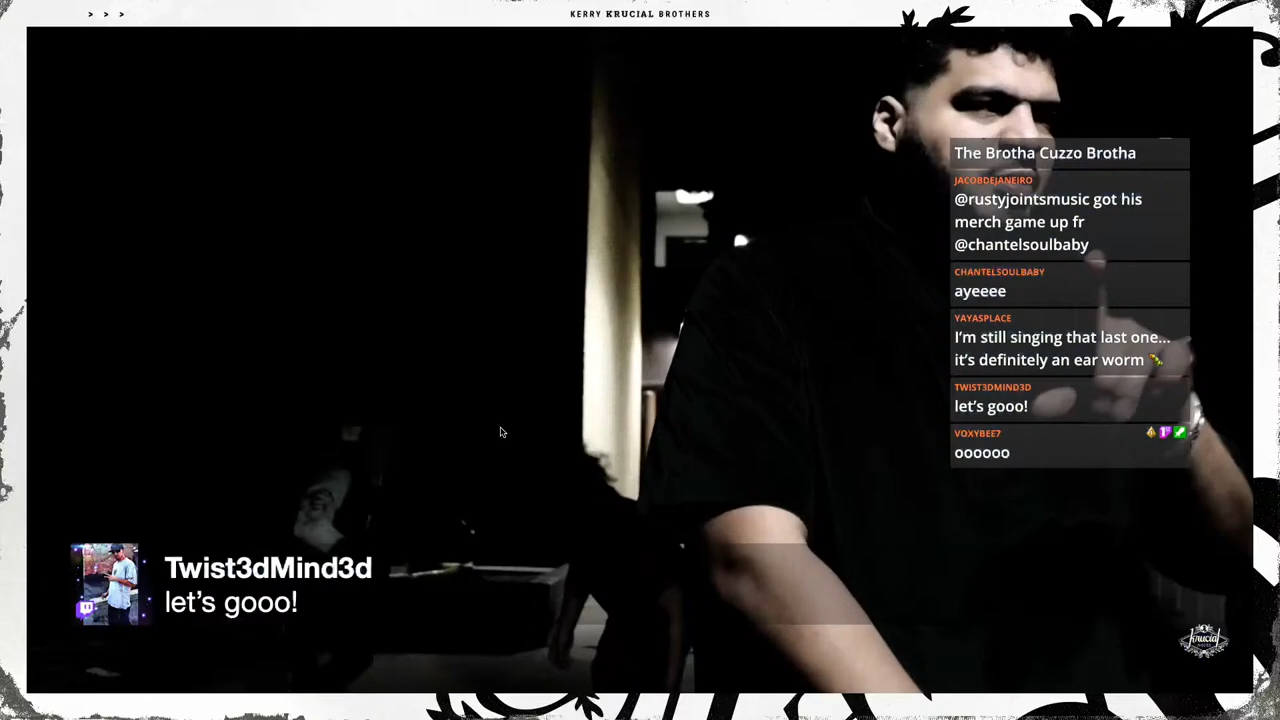 > > >
KERRY KRUCIAL BROTHERS
The Brotha Cuzzo Brotha
JACOBDEJANEIRO
@rustyjointsmusic got his
merch game up fr
@chantelsoulbaby
CHANTELSOULBABY
ayeeee
YAYASPLACE
I'm still singing that last one...
it's definitely an ear worm 🐛
TWIST3DMIND3D
let's gooo!
VOXYBEE7
oooooo
Twist3dMind3d
let's gooo!
krucial